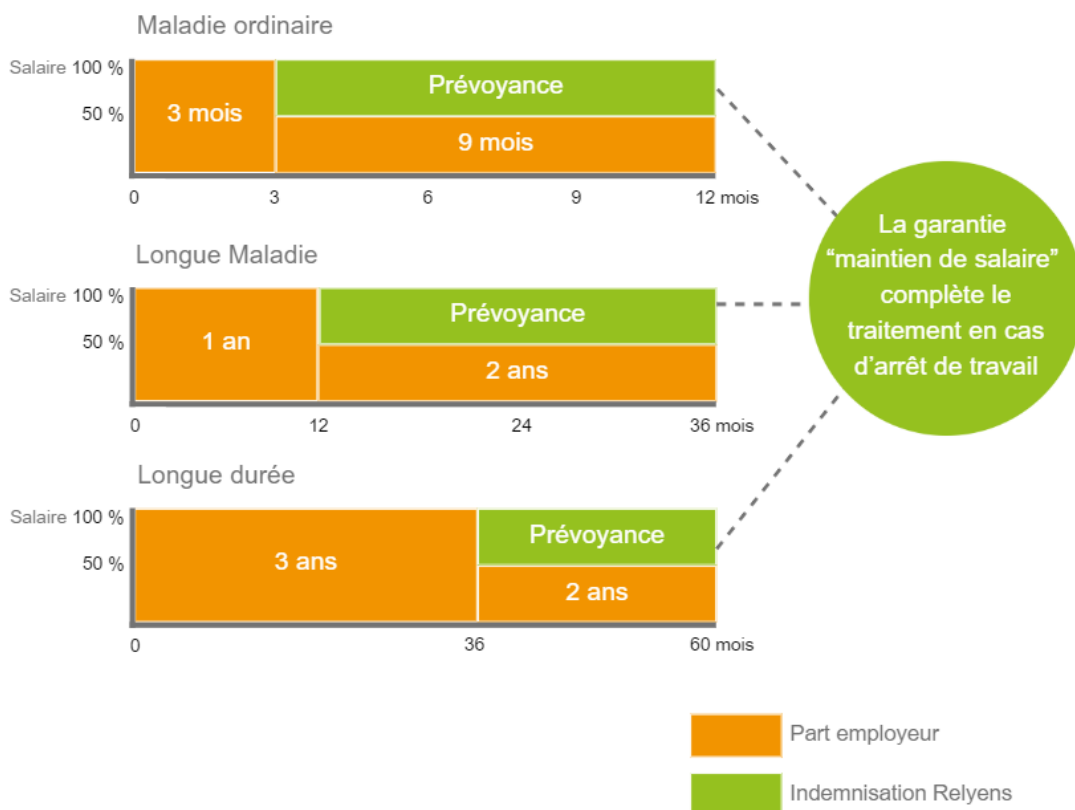 Maladie ordinaire
Salaire 100 %
50 %
3 mois
Prévoyance
9 mois
0 3 6 9 12 mois
Longue Maladie
Salaire 100 %
50 %
1 an
Prévoyance
2 ans
0 12 24 36 mois
Longue durée
Salaire 100 %
50 %
3 ans
Prévoyance
2 ans
0 36 60 mois
La garantie
“maintien de salaire”
complète le
traitement en cas
d’arrêt de travail
Part employeur
Indemnisation Relyens